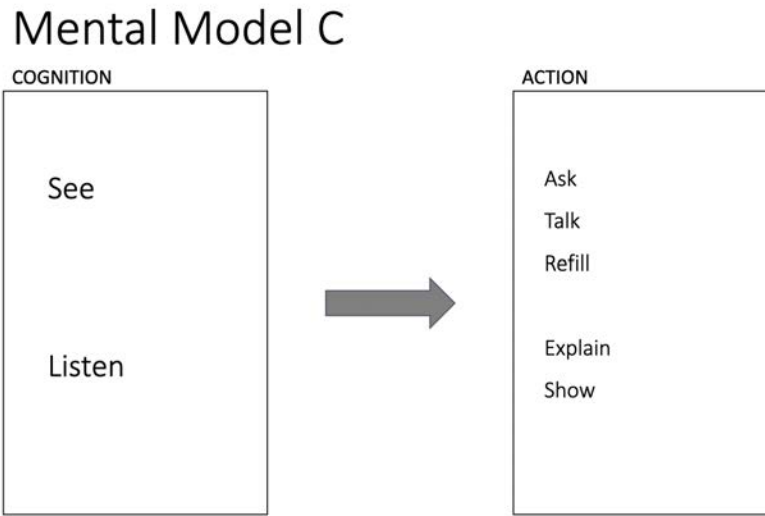 Mental Model C
COGNITION
See
Listen
ACTION
Ask
Talk
Refill
Explain
Show